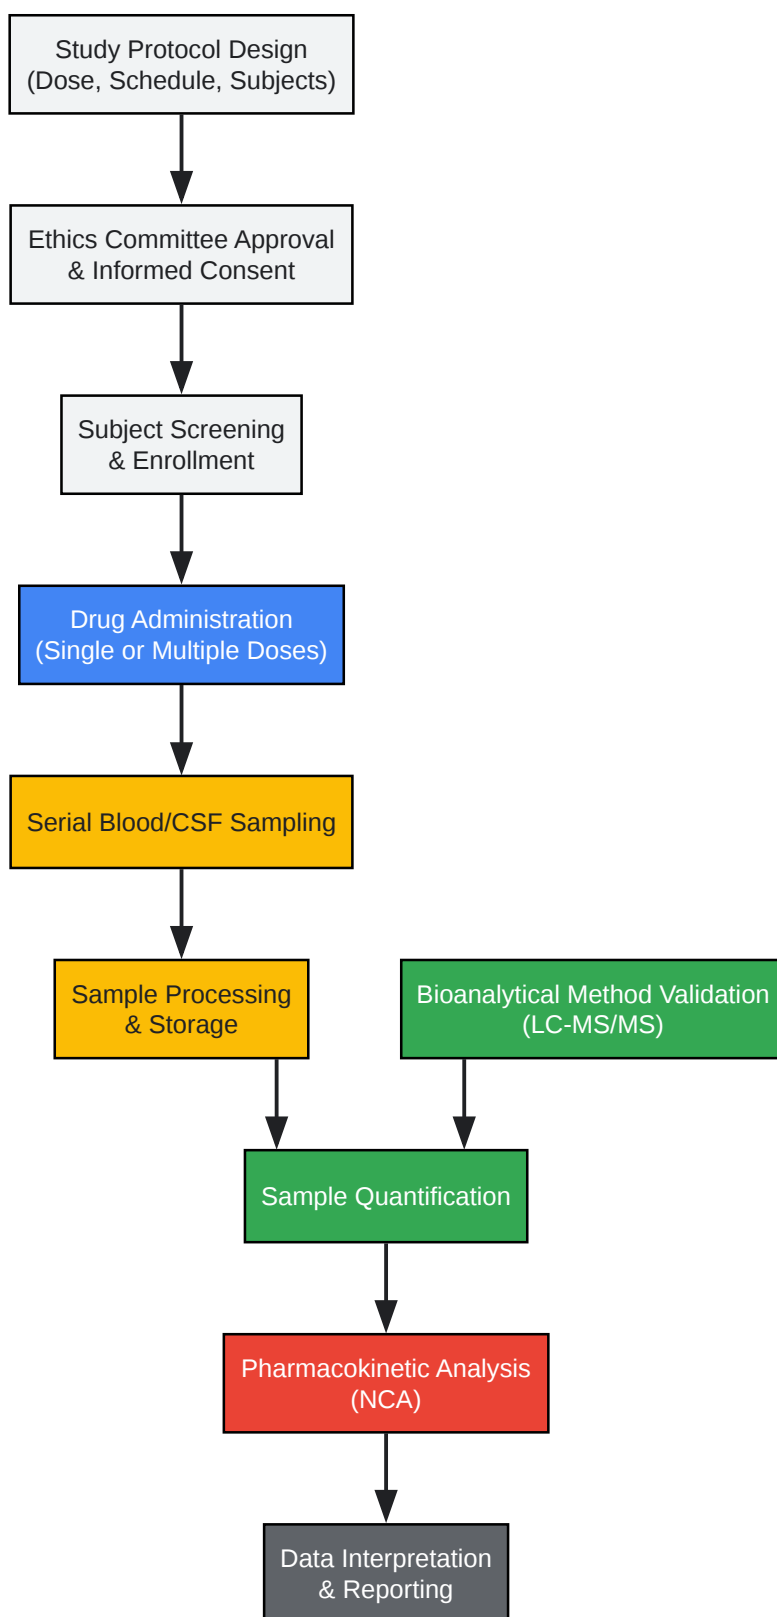 Study Protocol Design
(Dose, Schedule, Subjects)
Ethics Committee Approval
& Informed Consent
Subject Screening
& Enrollment
Drug Administration
(Single or Multiple Doses)
Serial Blood/CSF Sampling
Sample Processing
& Storage
Bioanalytical Method Validation
(LC-MS/MS)
Sample Quantification
Pharmacokinetic Analysis
(NCA)
Data Interpretation
& Reporting